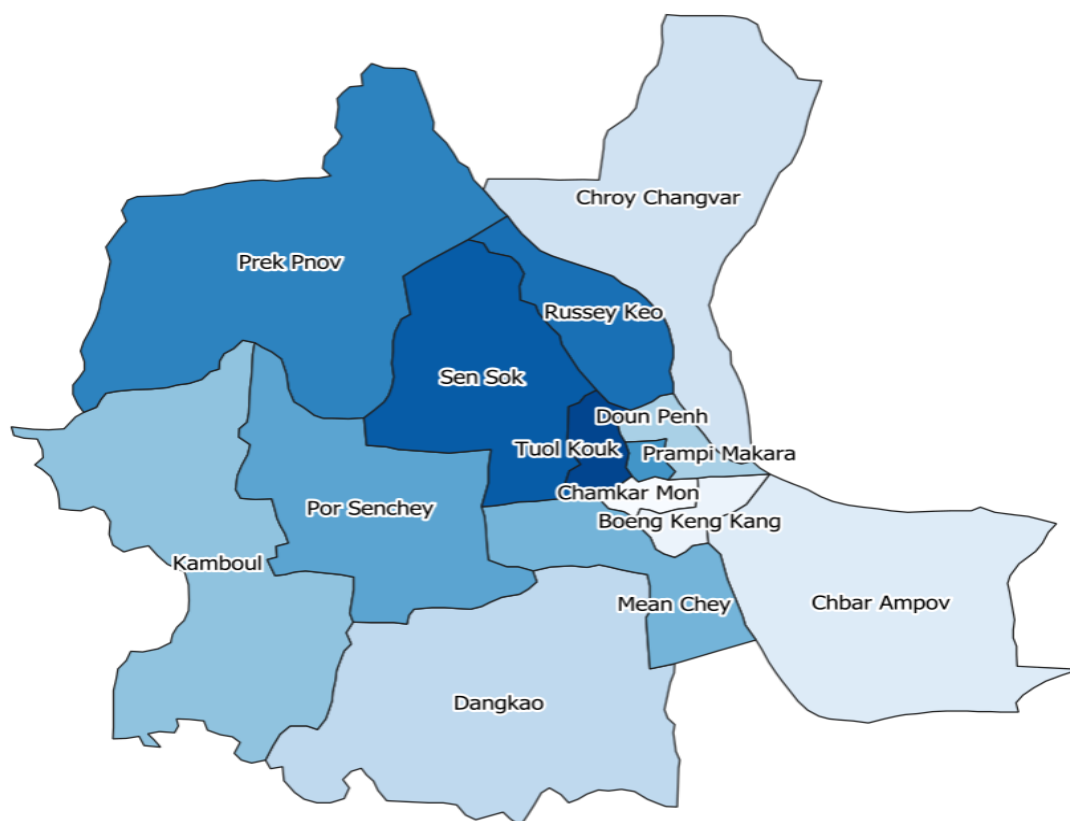 Chroy Changvar
Prek Pnov
Russey Keo
Sen Sok
Doun Penh
Tuol Kouk
Prampi Makara
Chamkar Mon
Por Senchey
Boeng Keng Kang
Kamboul
Mean Chey
Chbar Ampov
Dangkao